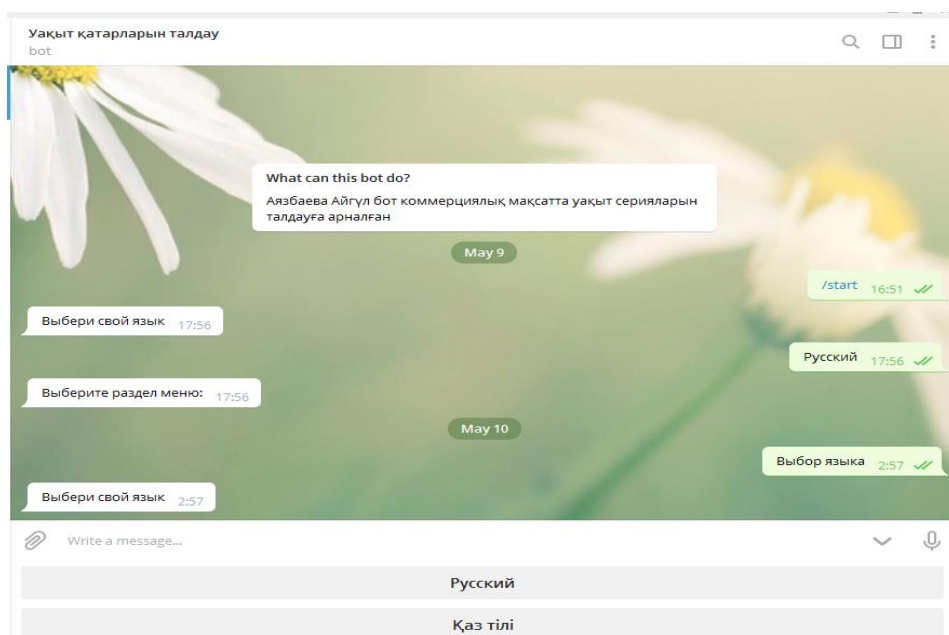 Уақыт қатарларын талдау
bot
What can this bot do?
Аязбаева Айгүл бот коммерциялық мақсатта уақыт серияларын
талдауға арналған
May 9
/start 16:51
Выбери свой язык 17:56
Русский 17:56
Выберите раздел меню: 17:56
May 10
Выбор языка 2:57
Выбери свой язык 2:57
Write a message...
Русский
Қаз тілі